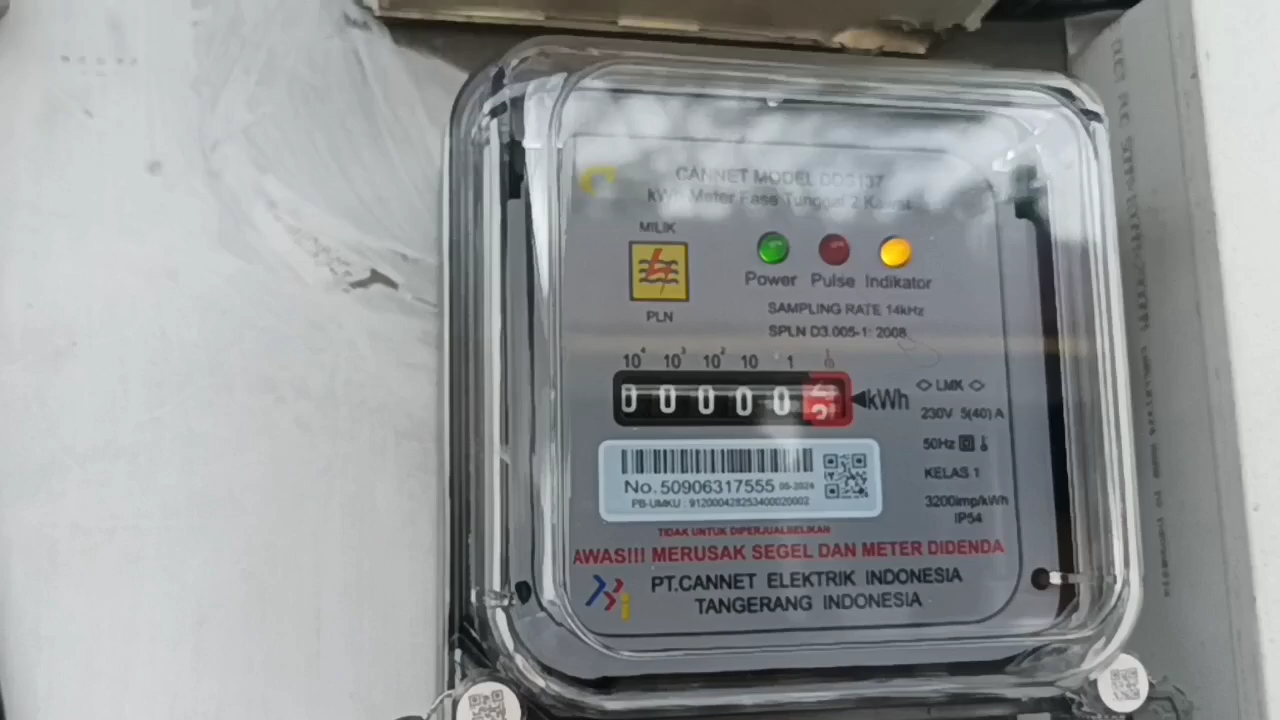 CANNET MODEL DDS137
kWh Meter Fasa Tunggal 2 Kawat
MILIK
PLN
Power Pulse Indikator
SAMPLING RATE 14kHz
SPLN D3.005-1: 2008
10⁴ 10³ 10² 10 1
0 0 0 0 0 kWh
LMK
230V 5(40) A
50Hz
KELAS 1
3200imp/kWh
IP54
No. 50906317555 05-2024
PB-UMKU : 912000428253400020002
TIDAK UNTUK DIPERJUALBELIKAN
AWAS!!! MERUSAK SEGEL DAN METER DIDENDA
PT.CANNET ELEKTRIK INDONESIA
TANGERANG INDONESIA